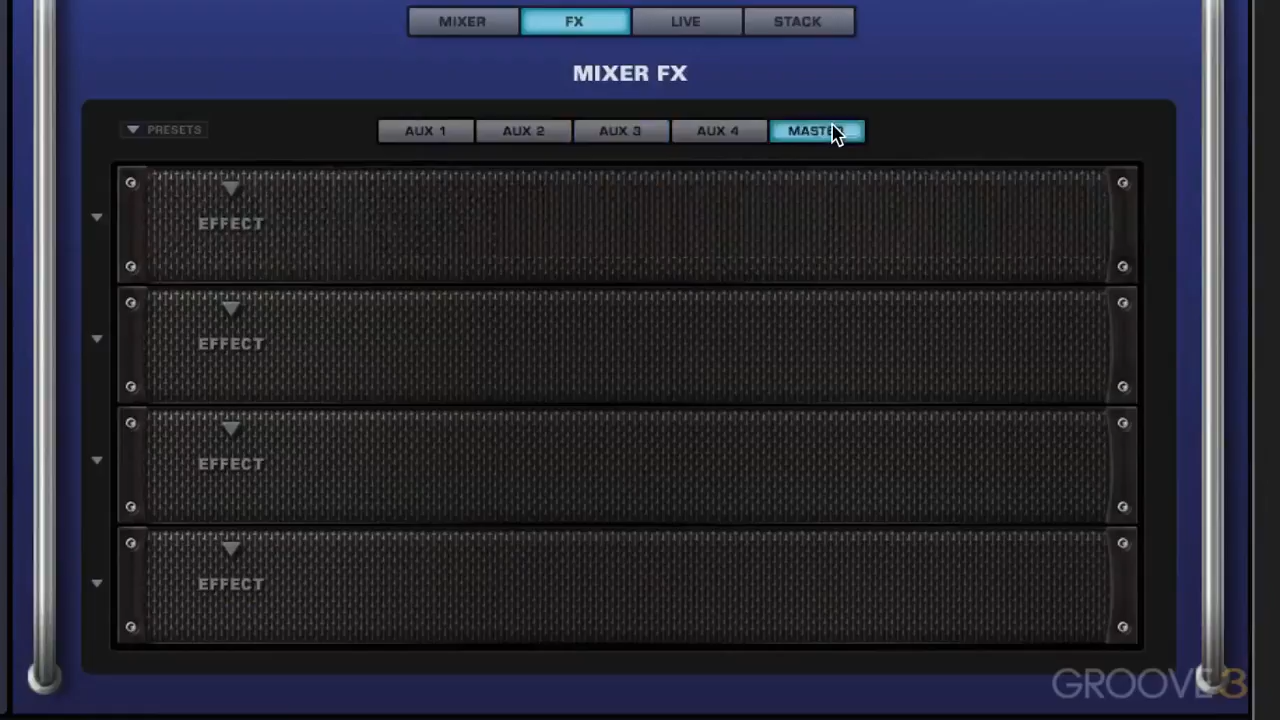 MIXER FX LIVE STACK
MIXER FX
PRESETS AUX 1 AUX 2 AUX 3 AUX 4 MASTER
EFFECT
EFFECT
EFFECT
EFFECT
GROOVE3